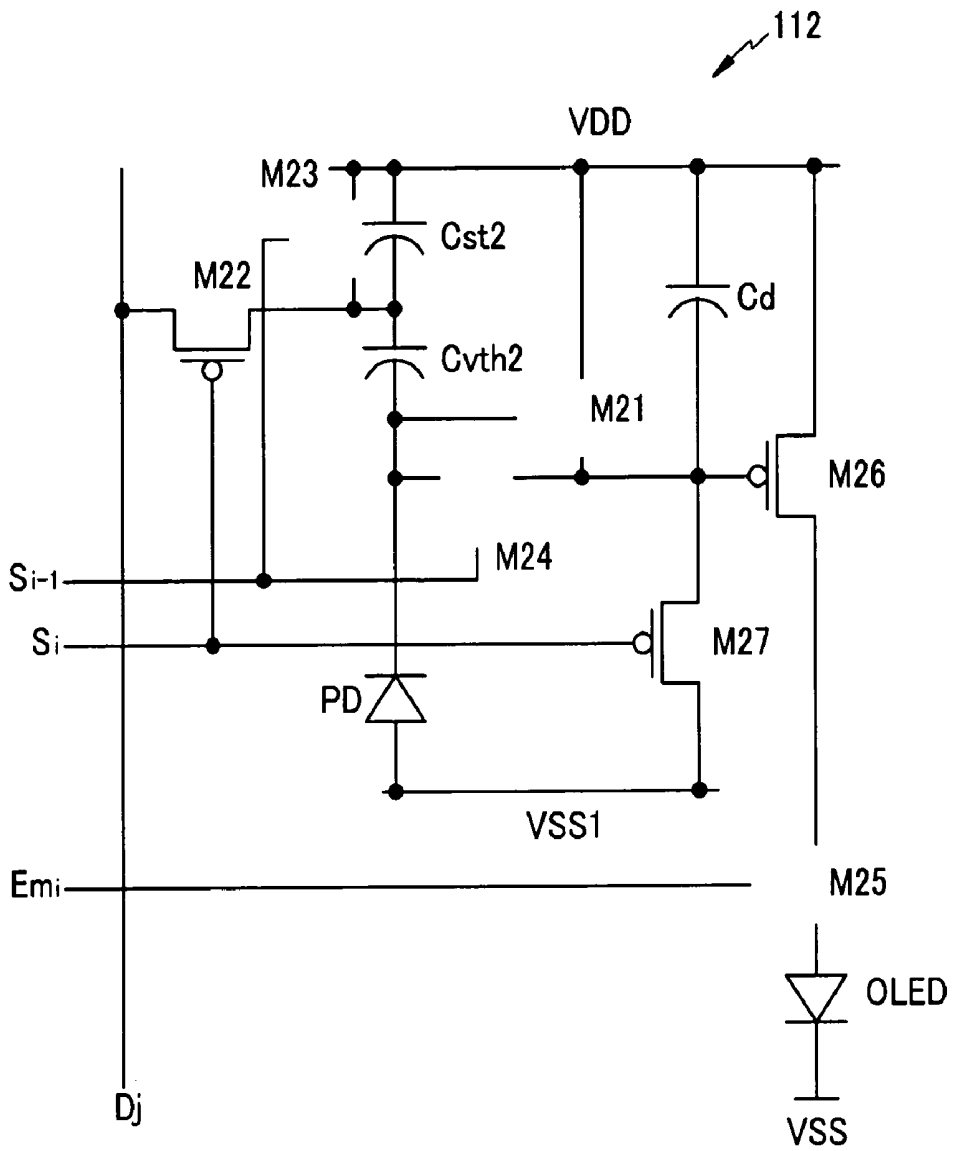 112
VDD
M23
Cst2
M22
Cd
Cvth2
M21
M26
M24
Si-1
Si
M27
PD
VSS1
Emi
M25
OLED
Dj
VSS